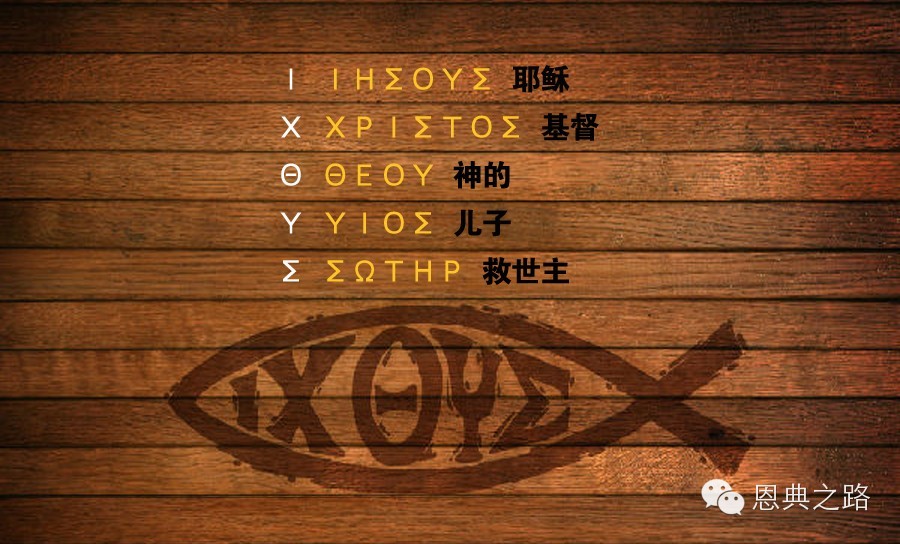 Ι ΙΗΣΟΥΣ 耶稣
Χ ΧΡΙΣΤΟΣ 基督
Θ ΘΕΟΥ 神的
Υ ΥΙΟΣ 儿子
Σ ΣΩΤΗΡ 救世主
ΙΧΘΥΣ
恩典之路